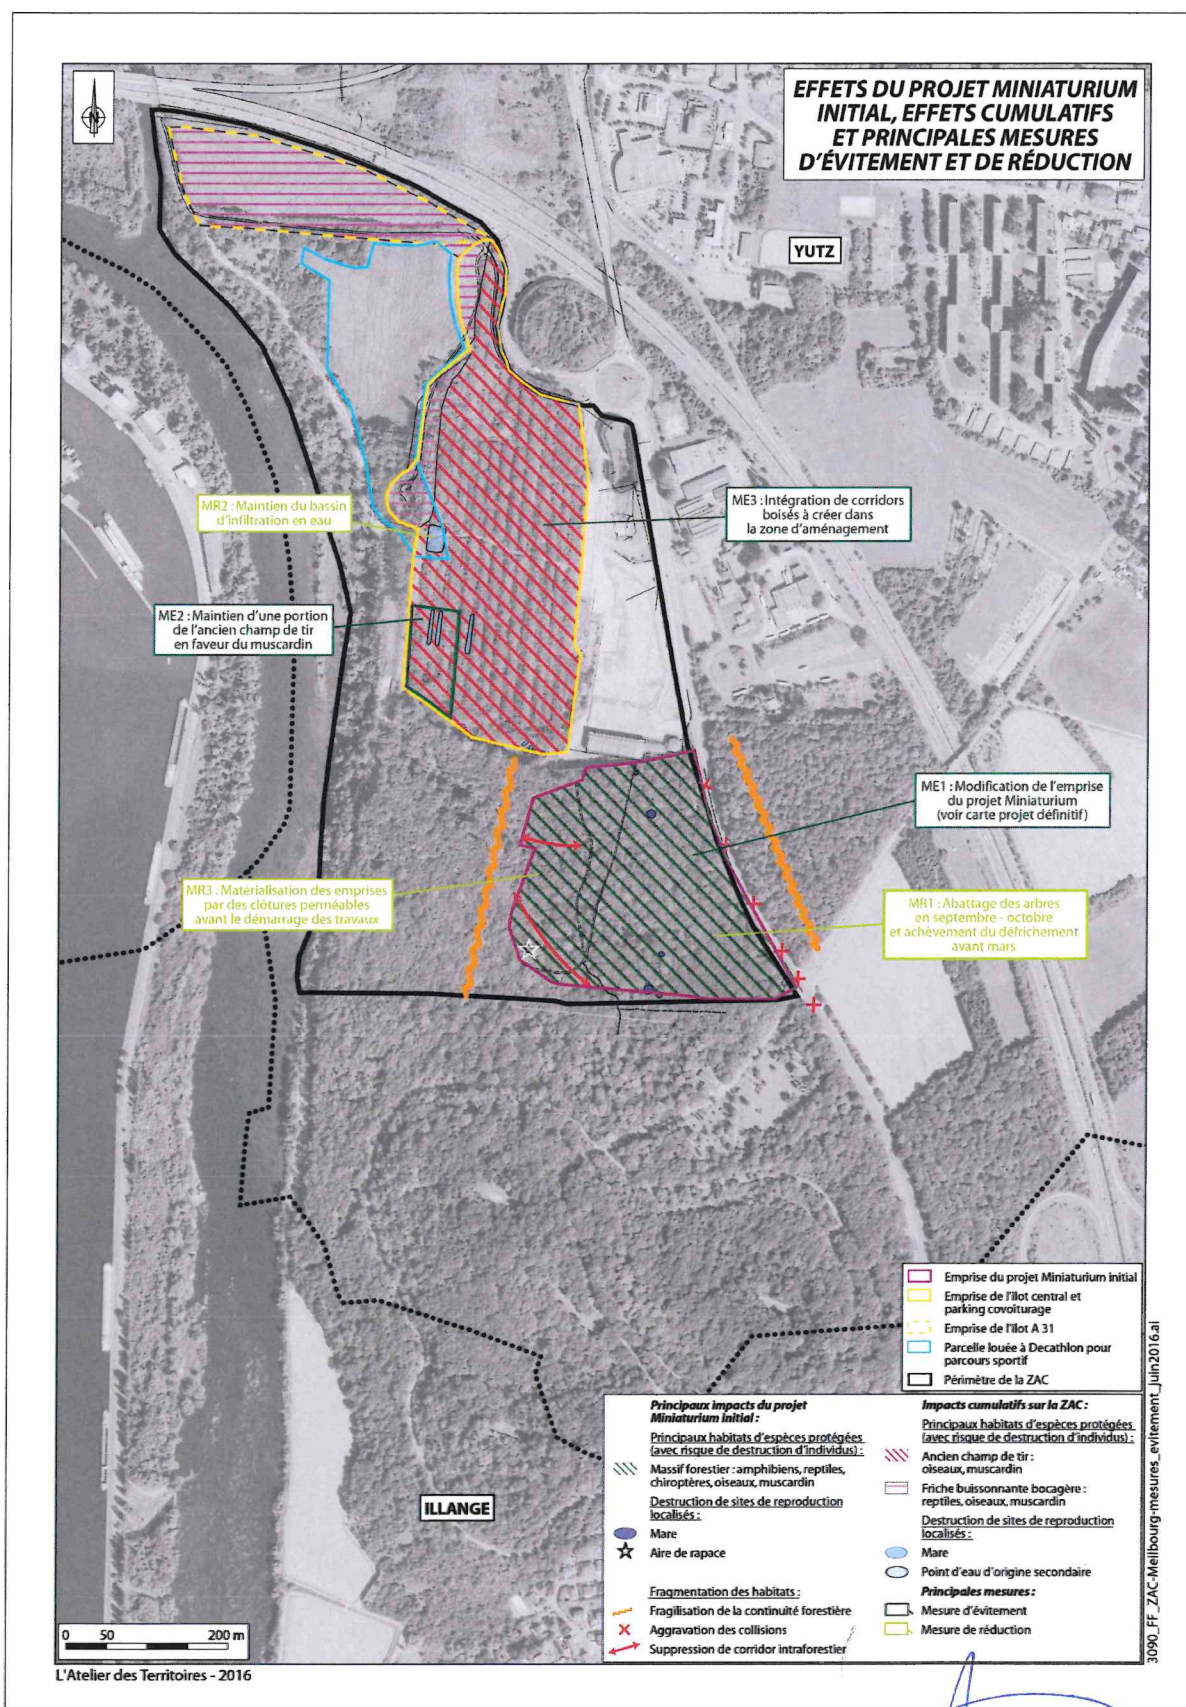 N
EFFETS DU PROJET MINIATURIUM
INITIAL, EFFETS CUMULATIFS
ET PRINCIPALES MESURES
D'ÉVITEMENT ET DE RÉDUCTION
YUTZ
MR2 : Maintien du bassin
d'infiltration en eau
ME3 : Intégration de corridors
boisés à créer dans
la zone d'aménagement
ME2 : Maintien d'une portion
de l'ancien champ de tir
en faveur du muscardin
ME1 : Modification de l'emprise
du projet Miniaturium
(voir carte projet définitif)
MR3 : Matérialisation des emprises
par des clôtures perméables
avant le démarrage des travaux
MR1 : Abattage des arbres
en septembre - octobre
et achèvement du défrichement
avant mars
Emprise du projet Miniaturium initial
Emprise de l'îlot central et
parking covoiturage
Emprise de l'îlot A 31
Parcelle louée à Decathlon pour
parcours sportif
Périmètre de la ZAC
Principaux impacts du projet
Miniaturium initial :
Principaux habitats d'espèces protégées
(avec risque de destruction d'individus) :
Massif forestier : amphibiens, reptiles,
chiroptères, oiseaux, muscardin
Destruction de sites de reproduction
localisés :
Mare
Aire de rapace
Fragmentation des habitats :
Fragilisation de la continuité forestière
Aggravation des collisions
Suppression de corridor intraforestier
Impacts cumulatifs sur la ZAC :
Principaux habitats d'espèces protégées
(avec risque de destruction d'individus) :
Ancien champ de tir :
oiseaux, muscardin
Friche buissonnante bocagère :
reptiles, oiseaux, muscardin
Destruction de sites de reproduction
localisés :
Mare
Point d'eau d'origine secondaire
Principales mesures :
Mesure d'évitement
Mesure de réduction
ILLANGE
0 50 200 m
L'Atelier des Territoires - 2016
3090_FF_ZAC-Meilbourg-mesures_evitement_juin2016.ai